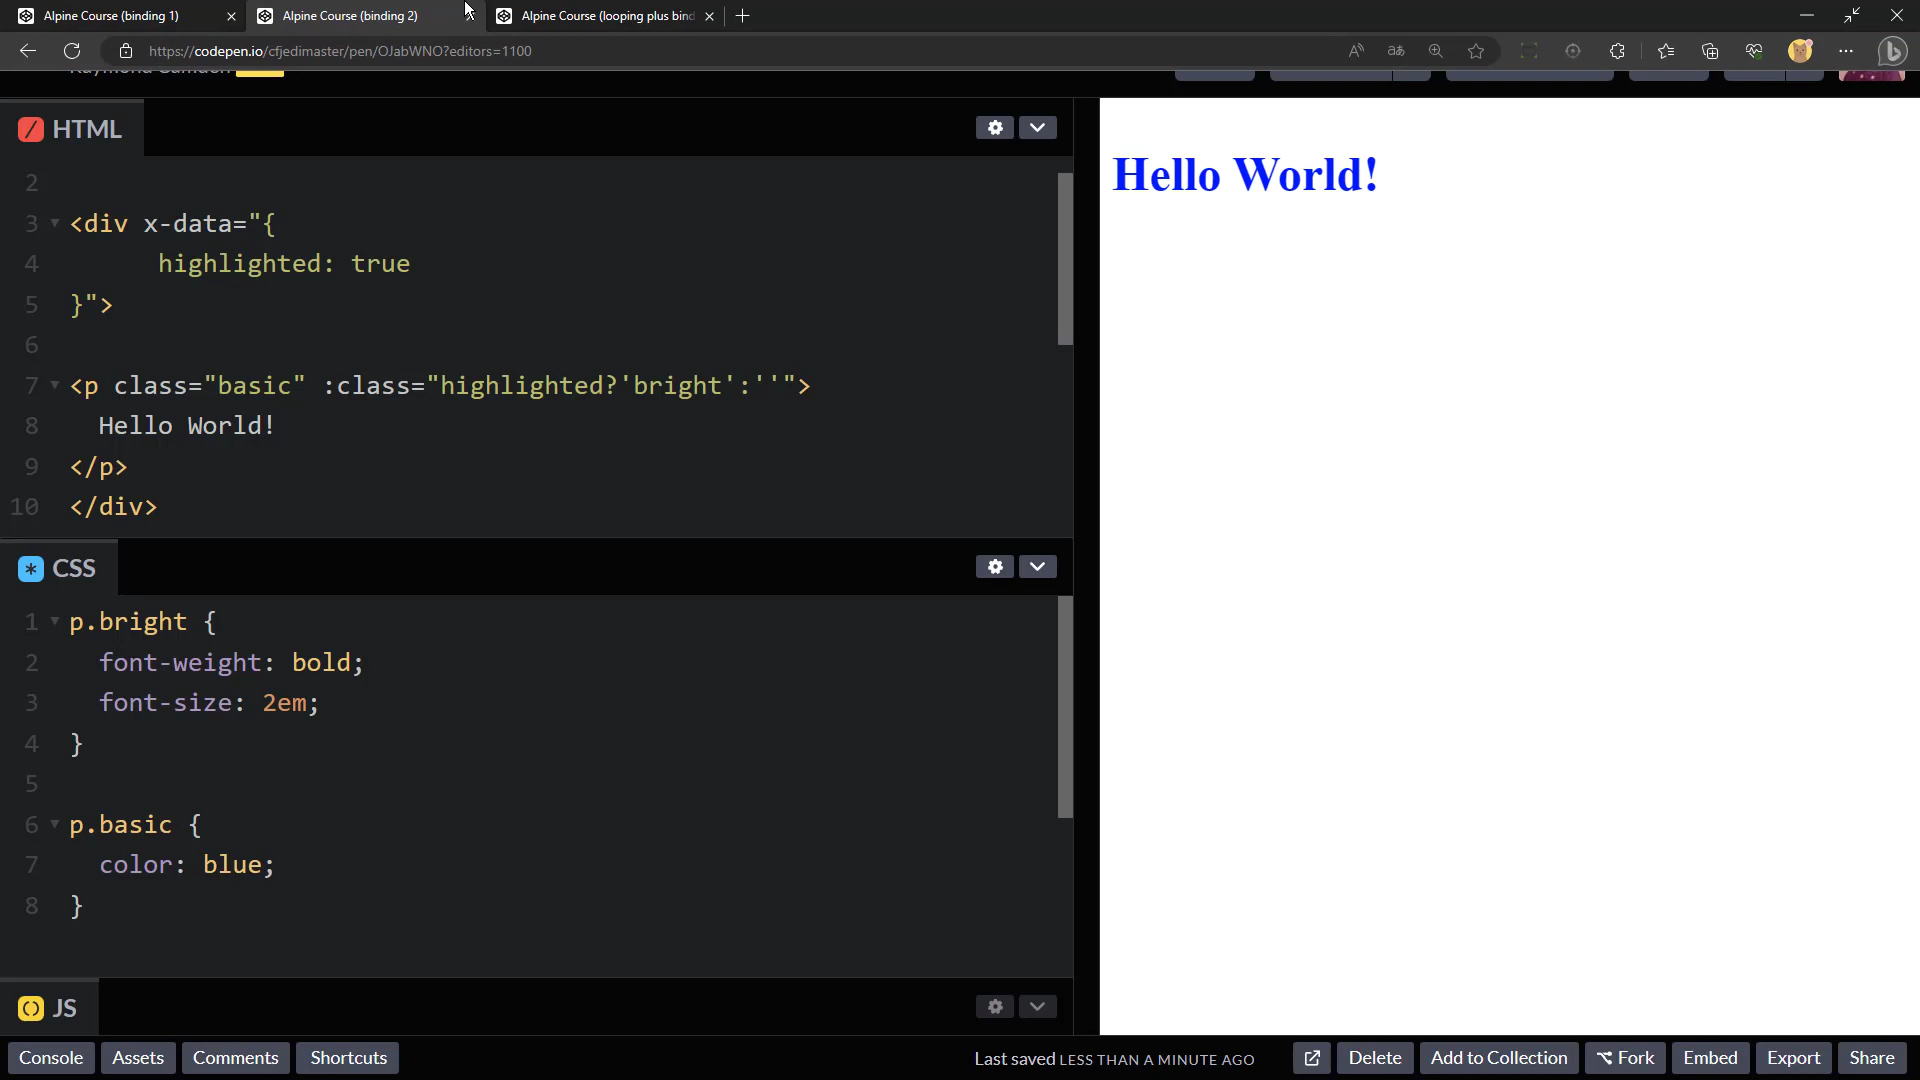 Alpine Course (binding 1)
Alpine Course (binding 2)
Alpine Course (looping plus bind
https://codepen.io/cfjedimaster/pen/OJabWNO?editors=1100
HTML
2
3 <div x-data="{
4 highlighted: true
5 }">
6
7 <p class="basic" :class="highlighted?'bright':''">
8 Hello World!
9 </p>
10 </div>
CSS
1 p.bright {
2 font-weight: bold;
3 font-size: 2em;
4 }
5
6 p.basic {
7 color: blue;
8 }
JS
Hello World!
Console
Assets
Comments
Shortcuts
Last saved LESS THAN A MINUTE AGO
Delete
Add to Collection
Fork
Embed
Export
Share